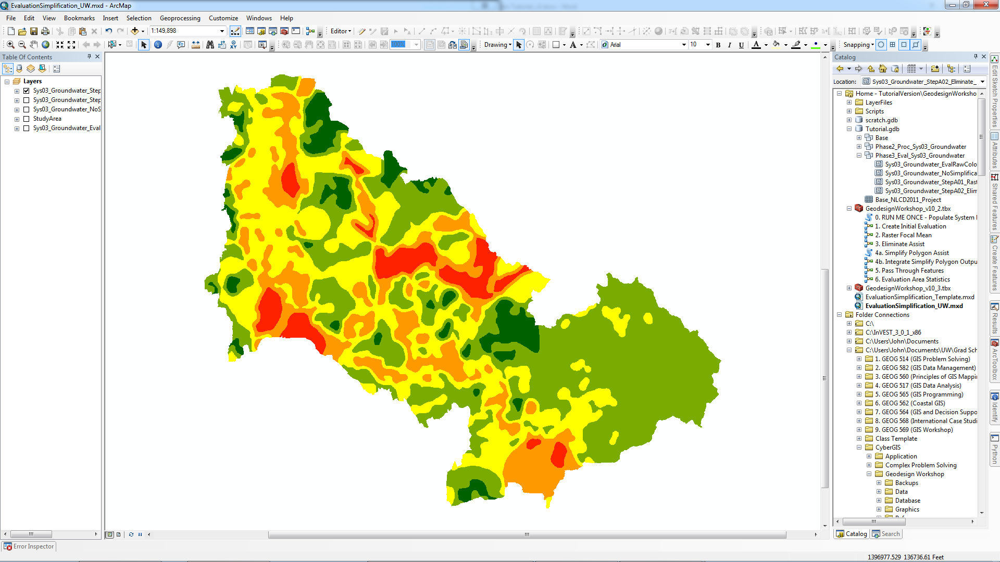 EvaluationSimplification_UW.mxd - ArcMap
File Edit View Bookmarks Insert Selection Geoprocessing Customize Windows Help
1:149,898 Editor
100% Drawing Arial 10 B I U A Snapping
Table Of Contents
Layers
Sys03_Groundwater_Step
Sys03_Groundwater_Step
Sys03_Groundwater_NoS
StudyArea
Sys03_Groundwater_Eval
Error Inspector
Catalog
Location: Sys03_Groundwater_StepA02_Eliminate_
Home - TutorialVersion\GeodesignWorksho
LayerFiles
Scripts
scratch.gdb
Tutorial.gdb
Base
Phase2_Proc_Sys03_Groundwater
Phase3_Eval_Sys03_Groundwater
Sys03_Groundwater_EvalRawColo
Sys03_Groundwater_NoSimplifica
Sys03_Groundwater_StepA01_Rast
Sys03_Groundwater_StepA02_Elim
Base_NLCD2011_Project
GeodesignWorkshop_v10_2.tbx
0. RUN ME ONCE - Populate System
1. Create Initial Evaluation
2. Raster Focal Mean
3. Eliminate Assist
4a. Simplify Polygon Assist
4b. Integrate Simplify Polygon Outpu
5. Pass Through Features
6. Evaluation Area Statistics
GeodesignWorkshop_v10_3.tbx
EvaluationSimplification_Template.mxd
EvaluationSimplification_UW.mxd
Folder Connections
C:\
C:\InVEST_3_0_1_x86
C:\Users\John\Documents
C:\Users\John\Documents\UW\Grad Sch
1. GEOG 514 (GIS Problem Solving)
2. GEOG 582 (GIS Data Management)
3. GEOG 560 (Principles of GIS Mappi
4. GEOG 517 (GIS Data Analysis)
5. GEOG 565 (GIS Programming)
6. GEOG 562 (Coastal GIS)
7. GEOG 564 (GIS and Decision Suppo
8. GEOG 568 (International Case Studi
9. GEOG 569 (GIS Workshop)
Class Template
CyberGIS
Application
Complex Problem Solving
Geodesign Workshop
Backups
Data
Database
Graphics
Catalog Search
Edit Sketch Properties
Attributes
Shared Features
Create Features
Results
ArcToolbox
Identify
Python
1396977.529 136736.61 Feet